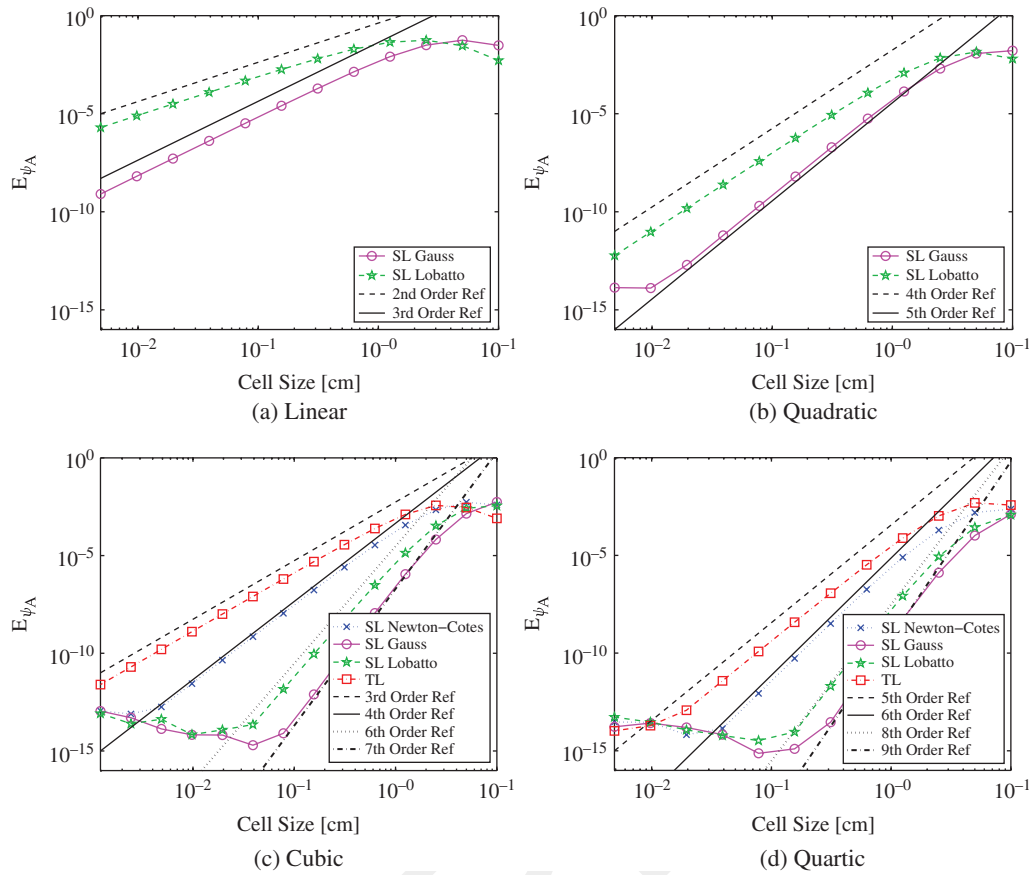 10^0
10^-5
10^-10
10^-15
E_ψ_A
SL Gauss
SL Lobatto
2nd Order Ref
3rd Order Ref
10^-2 10^-1 10^-0 10^-1
Cell Size [cm]
(a) Linear
10^0
10^-5
10^-10
10^-15
E_ψ_A
SL Gauss
SL Lobatto
4th Order Ref
5th Order Ref
10^-2 10^-1 10^-0 10^-1
Cell Size [cm]
(b) Quadratic
10^0
10^-5
10^-10
10^-15
E_ψ_A
SL Newton−Cotes
SL Gauss
SL Lobatto
TL
3rd Order Ref
4th Order Ref
6th Order Ref
7th Order Ref
10^-2 10^-1 10^-0 10^-1
Cell Size [cm]
(c) Cubic
10^0
10^-5
10^-10
10^-15
E_ψ_A
SL Newton−Cotes
SL Gauss
SL Lobatto
TL
5th Order Ref
6th Order Ref
8th Order Ref
9th Order Ref
10^-2 10^-1 10^-0 10^-1
Cell Size [cm]
(d) Quartic